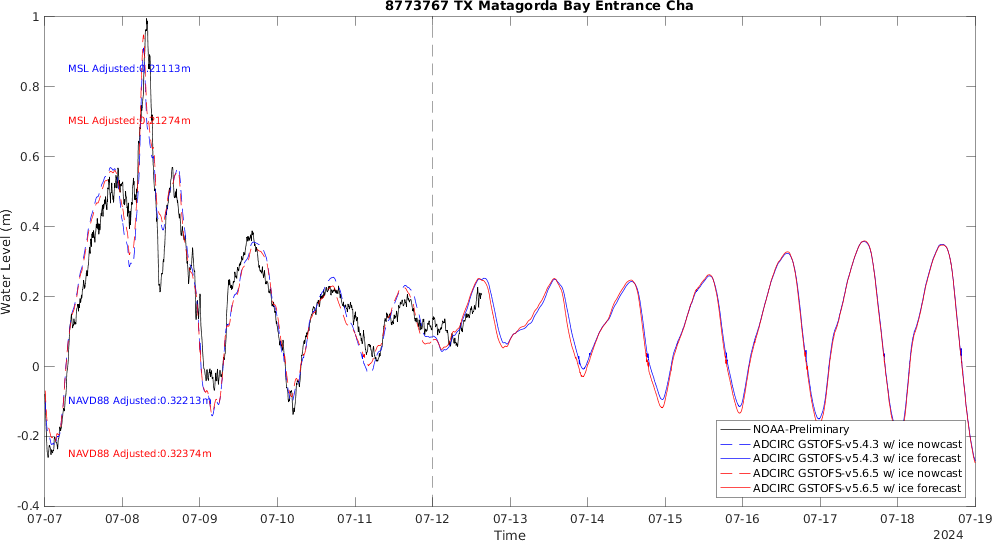 8773767 TX Matagorda Bay Entrance Cha
Water Level (m)
1
0.8
0.6
0.4
0.2
0
-0.2
-0.4
MSL Adjusted:0.21113m
MSL Adjusted:0.21274m
NAVD88 Adjusted:0.32213m
NAVD88 Adjusted:0.32374m
NOAA-Preliminary
ADCIRC GSTOFS-v5.4.3 w/ ice nowcast
ADCIRC GSTOFS-v5.4.3 w/ ice forecast
ADCIRC GSTOFS-v5.6.5 w/ ice nowcast
ADCIRC GSTOFS-v5.6.5 w/ ice forecast
07-07 07-08 07-09 07-10 07-11 07-12 07-13 07-14 07-15 07-16 07-17 07-18 07-19
Time
2024